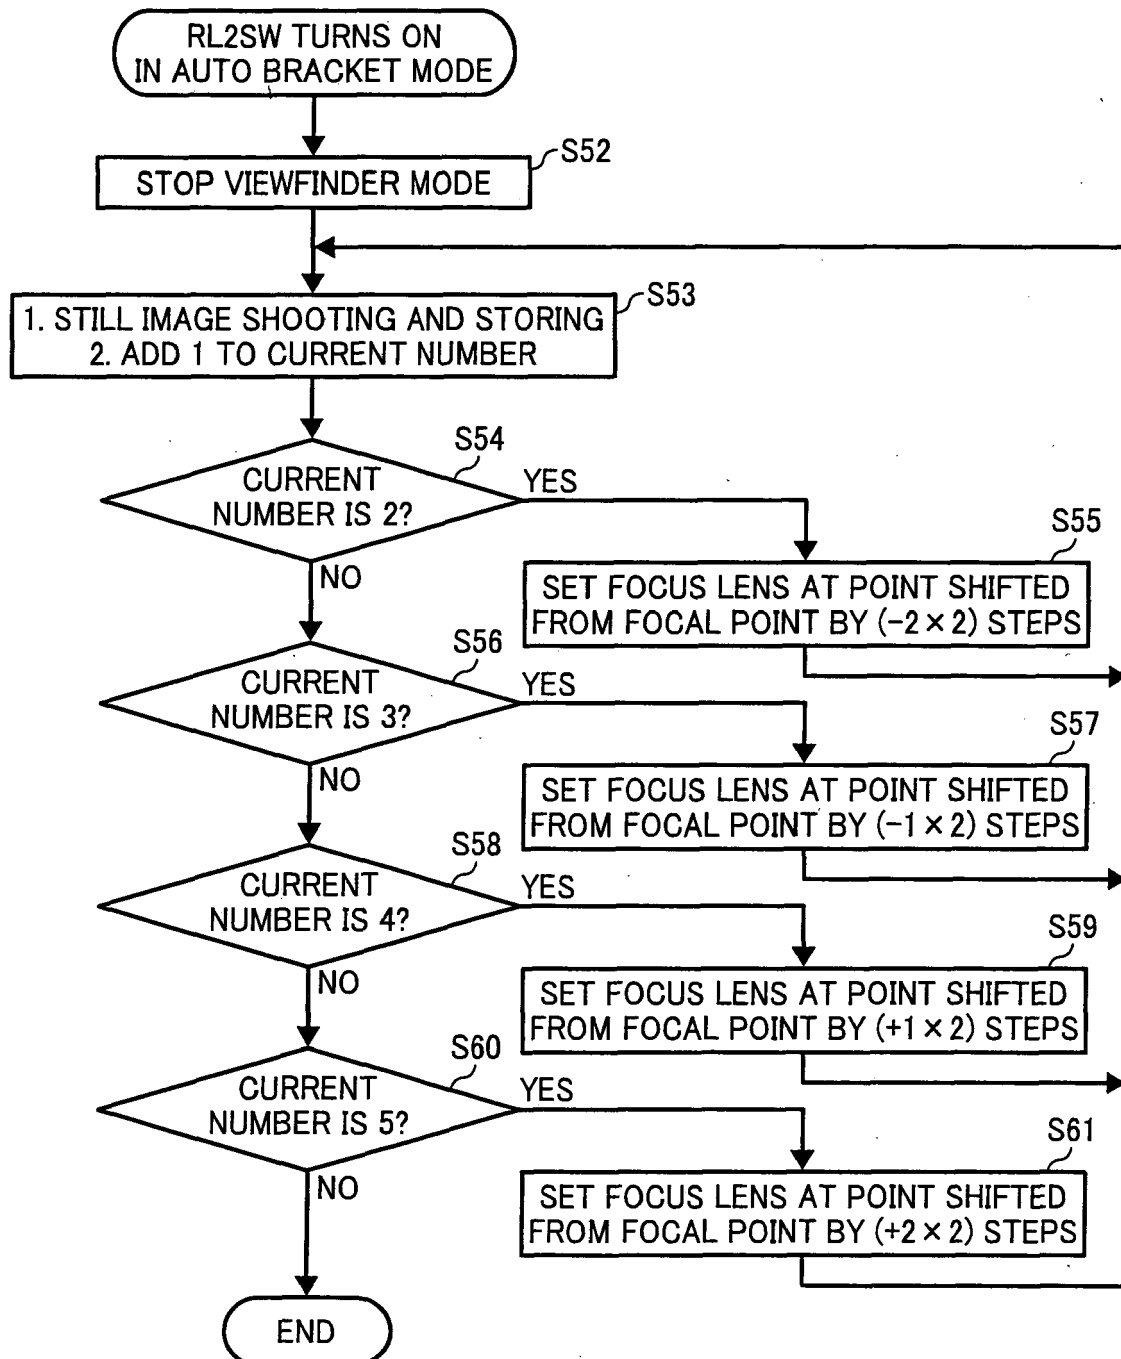 RL2SW TURNS ON
IN AUTO BRACKET MODE
S52
STOP VIEWFINDER MODE
S53
1. STILL IMAGE SHOOTING AND STORING
2. ADD 1 TO CURRENT NUMBER
S54
CURRENT
NUMBER IS 2?
YES
NO
S55
SET FOCUS LENS AT POINT SHIFTED
FROM FOCAL POINT BY (−2 × 2) STEPS
S56
CURRENT
NUMBER IS 3?
YES
NO
S57
SET FOCUS LENS AT POINT SHIFTED
FROM FOCAL POINT BY (−1 × 2) STEPS
S58
CURRENT
NUMBER IS 4?
YES
NO
S59
SET FOCUS LENS AT POINT SHIFTED
FROM FOCAL POINT BY (+1 × 2) STEPS
S60
CURRENT
NUMBER IS 5?
YES
NO
S61
SET FOCUS LENS AT POINT SHIFTED
FROM FOCAL POINT BY (+2 × 2) STEPS
END